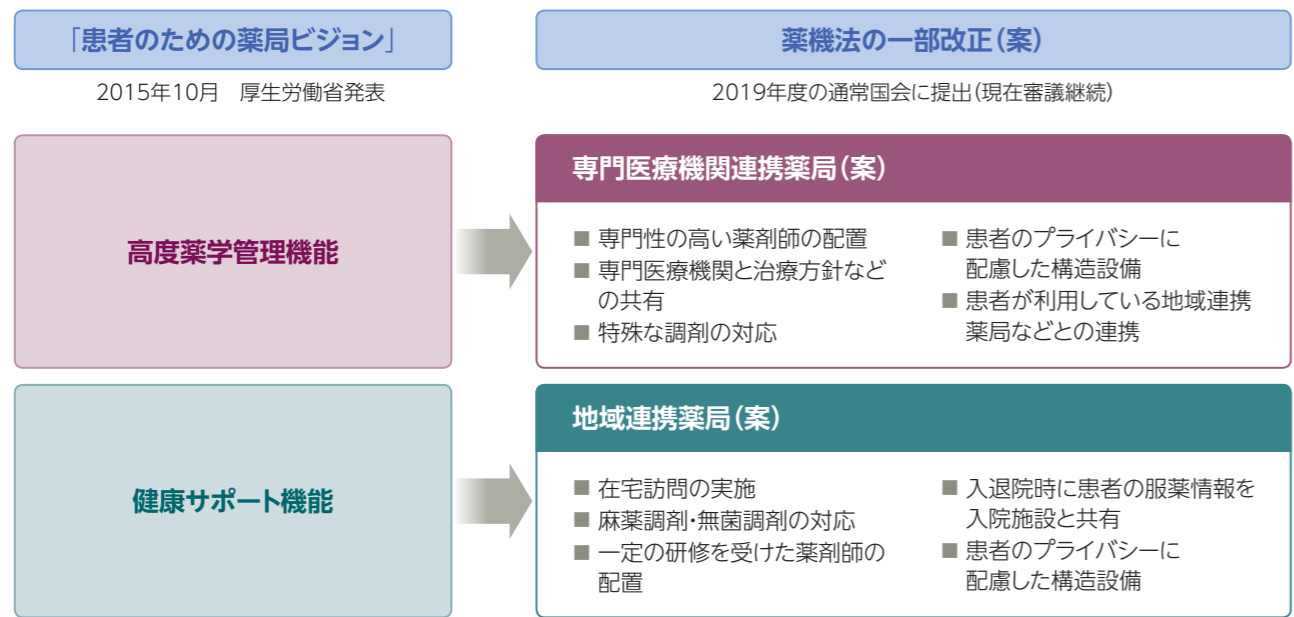 「患者のための薬局ビジョン」
2015年10月　厚生労働省発表
薬機法の一部改正（案）
2019年度の通常国会に提出（現在審議継続）
高度薬学管理機能
専門医療機関連携薬局（案）
■ 専門性の高い薬剤師の配置
■ 専門医療機関と治療方針など
の共有
■ 特殊な調剤の対応
■ 患者のプライバシーに
配慮した構造設備
■ 患者が利用している地域連携
薬局などとの連携
健康サポート機能
地域連携薬局（案）
■ 在宅訪問の実施
■ 麻薬調剤・無菌調剤の対応
■ 一定の研修を受けた薬剤師の
配置
■ 入退院時に患者の服薬情報を
入院施設と共有
■ 患者のプライバシーに
配慮した構造設備